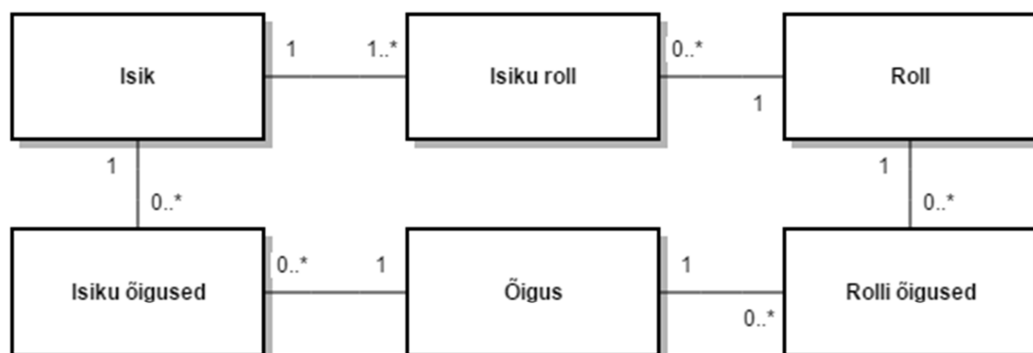 Isik
1
1..*
Isiku roll
0..*
1
Roll
1
0..*
1
0..*
Isiku õigused
0..*
1
Õigus
1
0..*
Rolli õigused